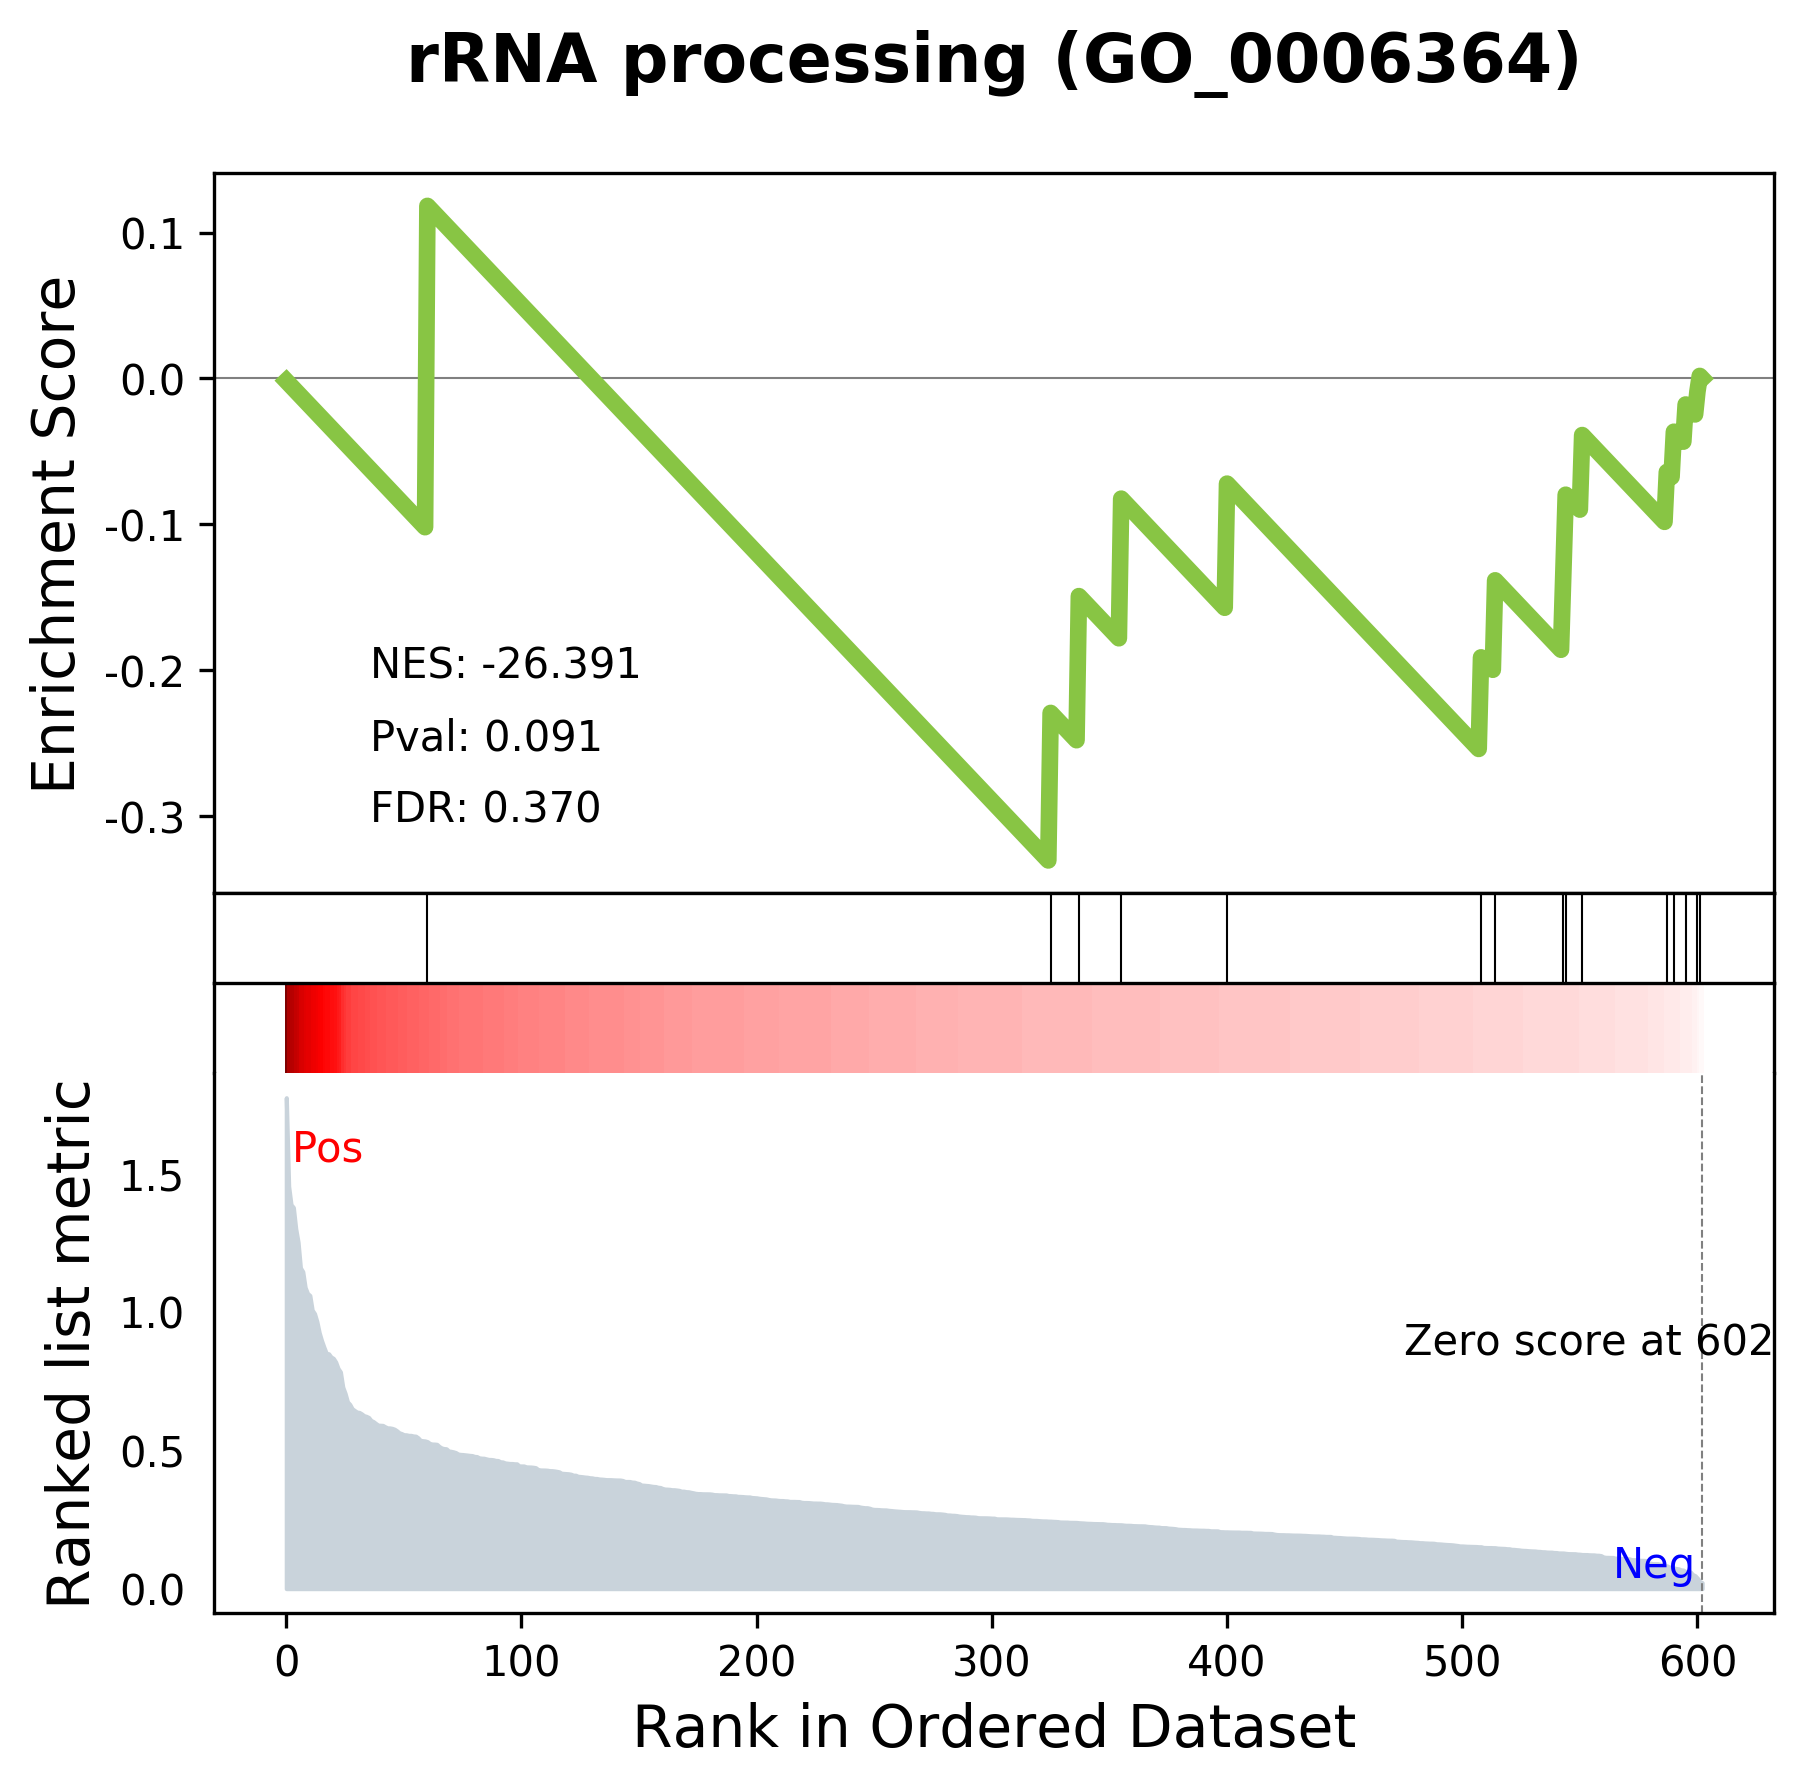 rRNA processing (GO_0006364)
Enrichment Score
0.1
0.0
-0.1
-0.2
-0.3
NES: -26.391
Pval: 0.091
FDR: 0.370
Ranked list metric
1.5
1.0
0.5
0.0
Pos
Zero score at 602
Neg
0 100 200 300 400 500 600
Rank in Ordered Dataset